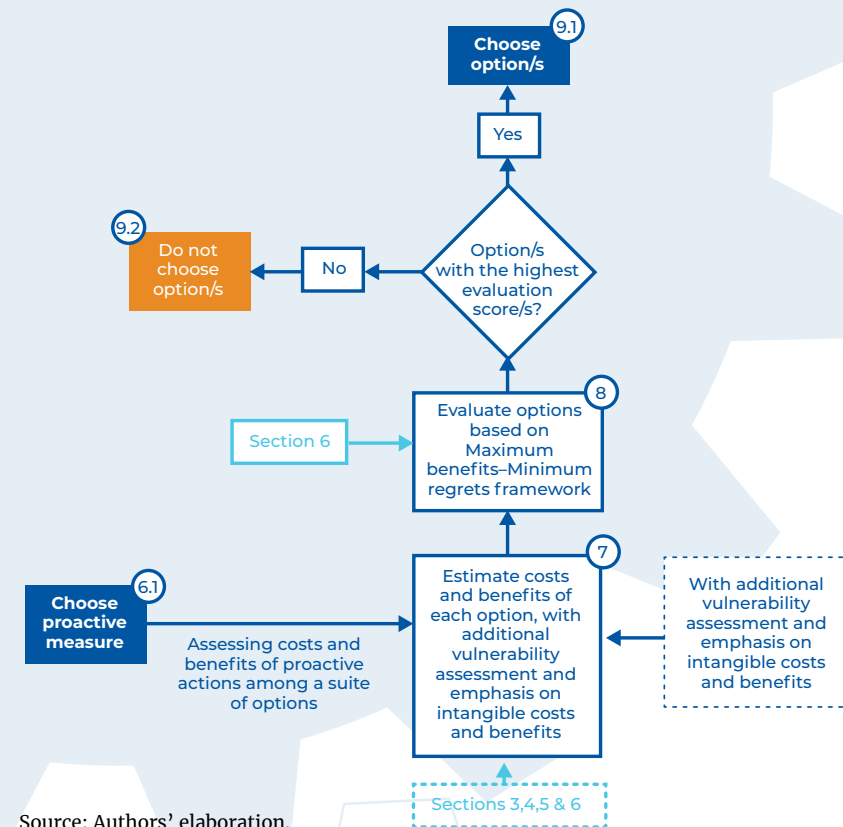 9.1
Choose
option/s
Yes
9.2
Do not
choose
option/s
No
Option/s
with the highest
evaluation
score/s?
8
Evaluate options
based on
Maximum
benefits–Minimum
regrets framework
Section 6
7
Estimate costs
and benefits of
each option, with
additional
vulnerability
assessment and
emphasis on
intangible costs
and benefits
6.1
Choose
proactive
measure
Assessing costs and
benefits of proactive
actions among a suite
of options
With additional
vulnerability
assessment and
emphasis on
intangible costs
and benefits
Sections 3,4,5 & 6
Source: Authors’ elaboration.